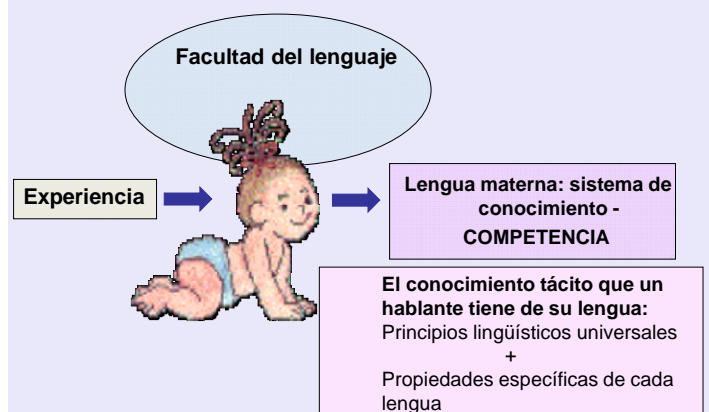 Facultad del lenguaje
Experiencia
Lengua materna: sistema de
conocimiento -
COMPETENCIA
El conocimiento tácito que un
hablante tiene de su lengua:
Principios lingüísticos universales
+
Propiedades específicas de cada
lengua